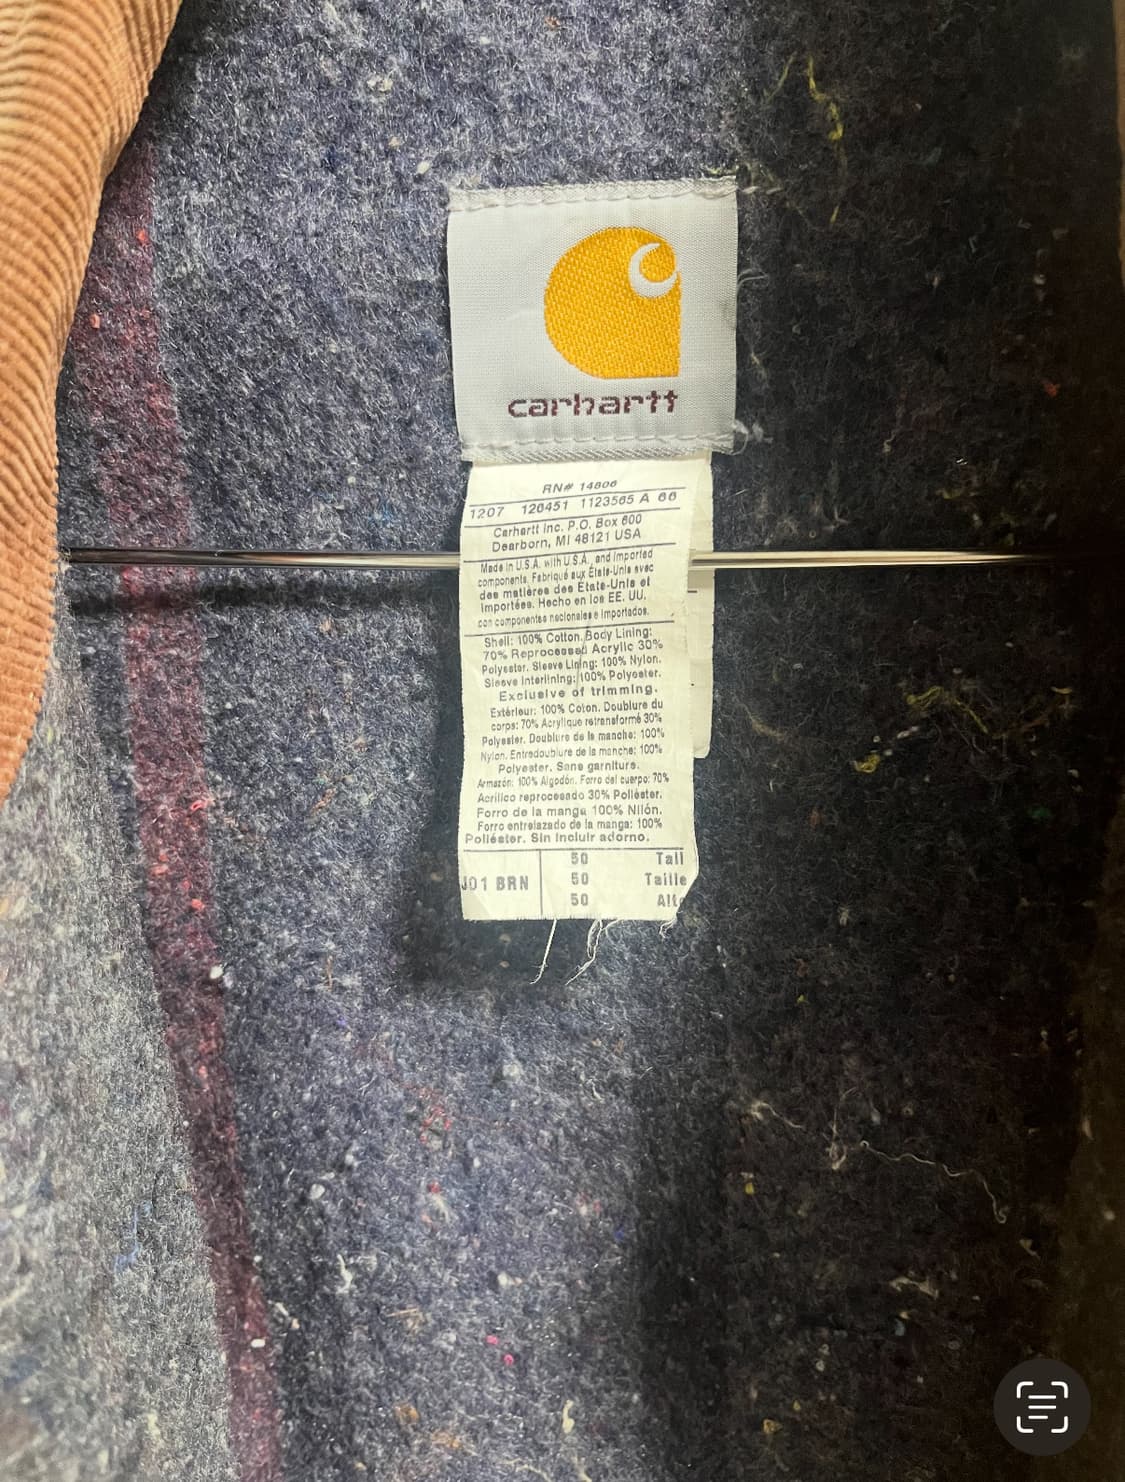 carhartt
RN# 14806
1207 126451 1123565 A 66
Carhartt Inc. P.O. Box 600
Dearborn, MI 48121 USA
Made in U.S.A. with U.S.A. and imported
components. Fabriqué aux États-Unis avec
des matières des États-Unis et
importées. Hecho en los EE. UU.
con componentes nacionales e importados.
Shell: 100% Cotton. Body Lining:
70% Reprocessed Acrylic 30%
Polyester. Sleeve Lining: 100% Nylon.
Sleeve Interlining: 100% Polyester.
Exclusive of trimming.
Extérieur: 100% Coton. Doublure du
corps: 70% Acrylique retransformé 30%
Polyester. Doublure de la manche: 100%
Nylon. Entredoublure de la manche: 100%
Polyester. Sans garniture.
Armazón: 100% Algodón. Forro del cuerpo: 70%
Acrílico reprocesado 30% Poliéster.
Forro de la manga 100% Nilón.
Forro entrelazado de la manga: 100%
Poliéster. Sin incluir adorno.
50 Tall
J01 BRN 50 Taille
50 Alto